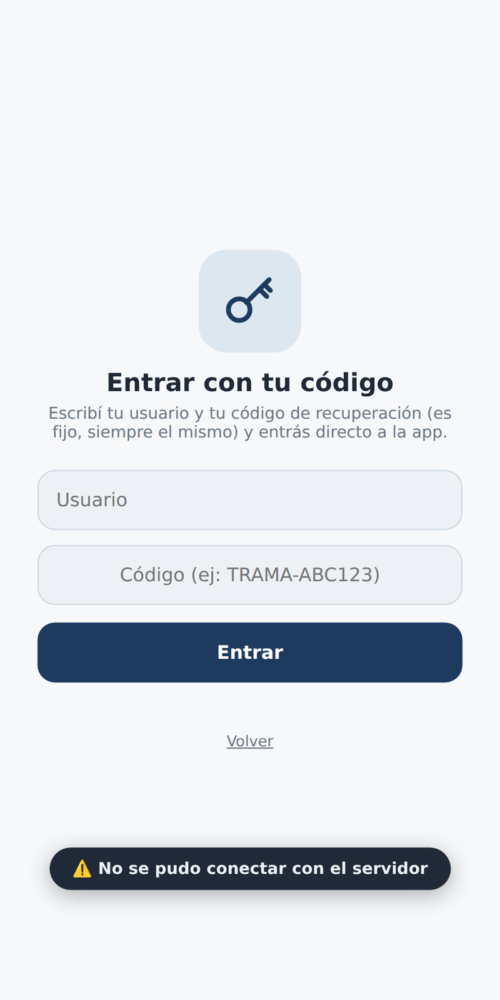 Entrar con tu código
Escribí tu usuario y tu código de recuperación (es
fijo, siempre el mismo) y entrás directo a la app.
Usuario
Código (ej: TRAMA-ABC123)
Entrar
Volver
⚠️ No se pudo conectar con el servidor